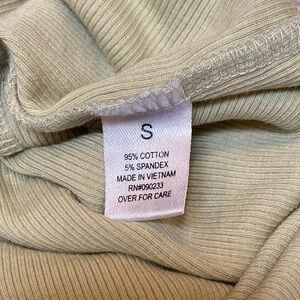 S
95% COTTON
5% SPANDEX
MADE IN VIETNAM
RN#090233
OVER FOR CARE